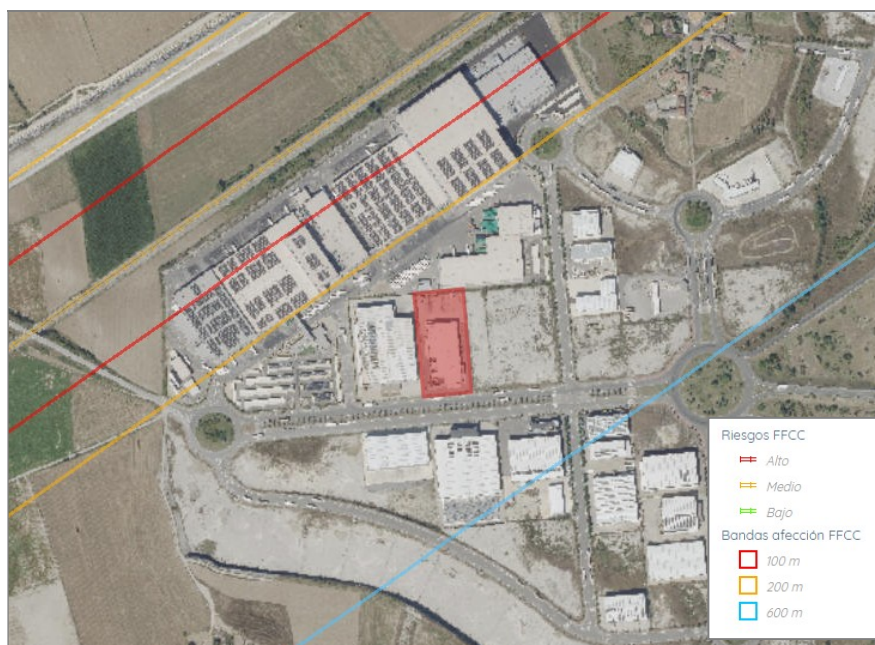 Riesgos FFCC
Alto
Medio
Bajo
Bandas afección FFCC
100 m
200 m
600 m